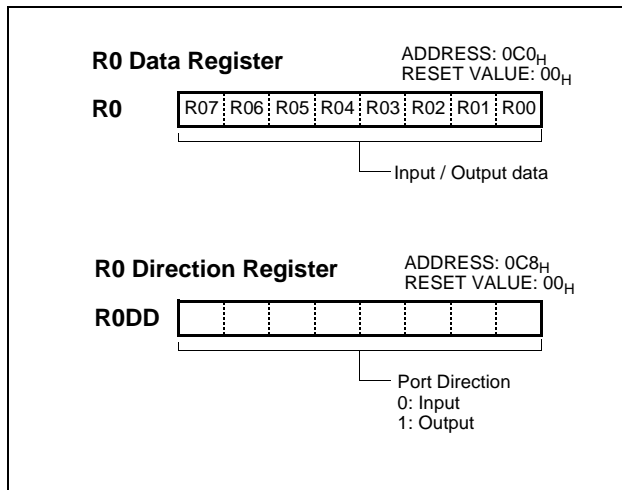 R0 Data Register
ADDRESS: 0C0H
RESET VALUE: 00H
R0
R07 R06 R05 R04 R03 R02 R01 R00
Input / Output data
R0 Direction Register
ADDRESS: 0C8H
RESET VALUE: 00H
R0DD
Port Direction
0: Input
1: Output